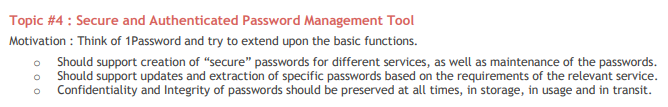 Topic #4 : Secure and Authenticated Password Management Tool
Motivation : Think of 1Password and try to extend upon the basic functions.
o Should support creation of “secure” passwords for different services, as well as maintenance of the passwords.
o Should support updates and extraction of specific passwords based on the requirements of the relevant service.
o Confidentiality and Integrity of passwords should be preserved at all times, in storage, in usage and in transit.